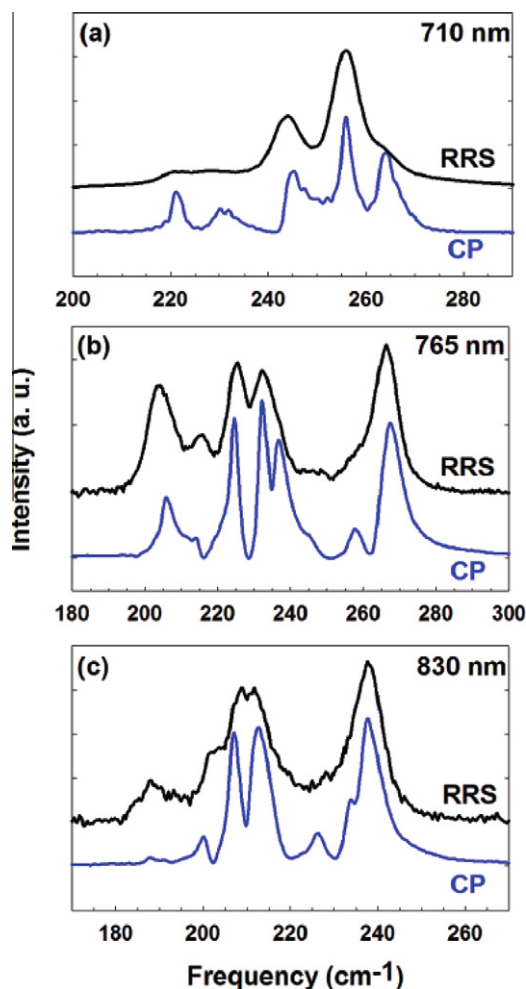 (a) 710 nm
RRS
CP
200 220 240 260 280
(b) 765 nm
RRS
CP
180 200 220 240 260 280 300
(c) 830 nm
RRS
CP
180 200 220 240 260
Intensity (a. u.)
Frequency (cm-1)